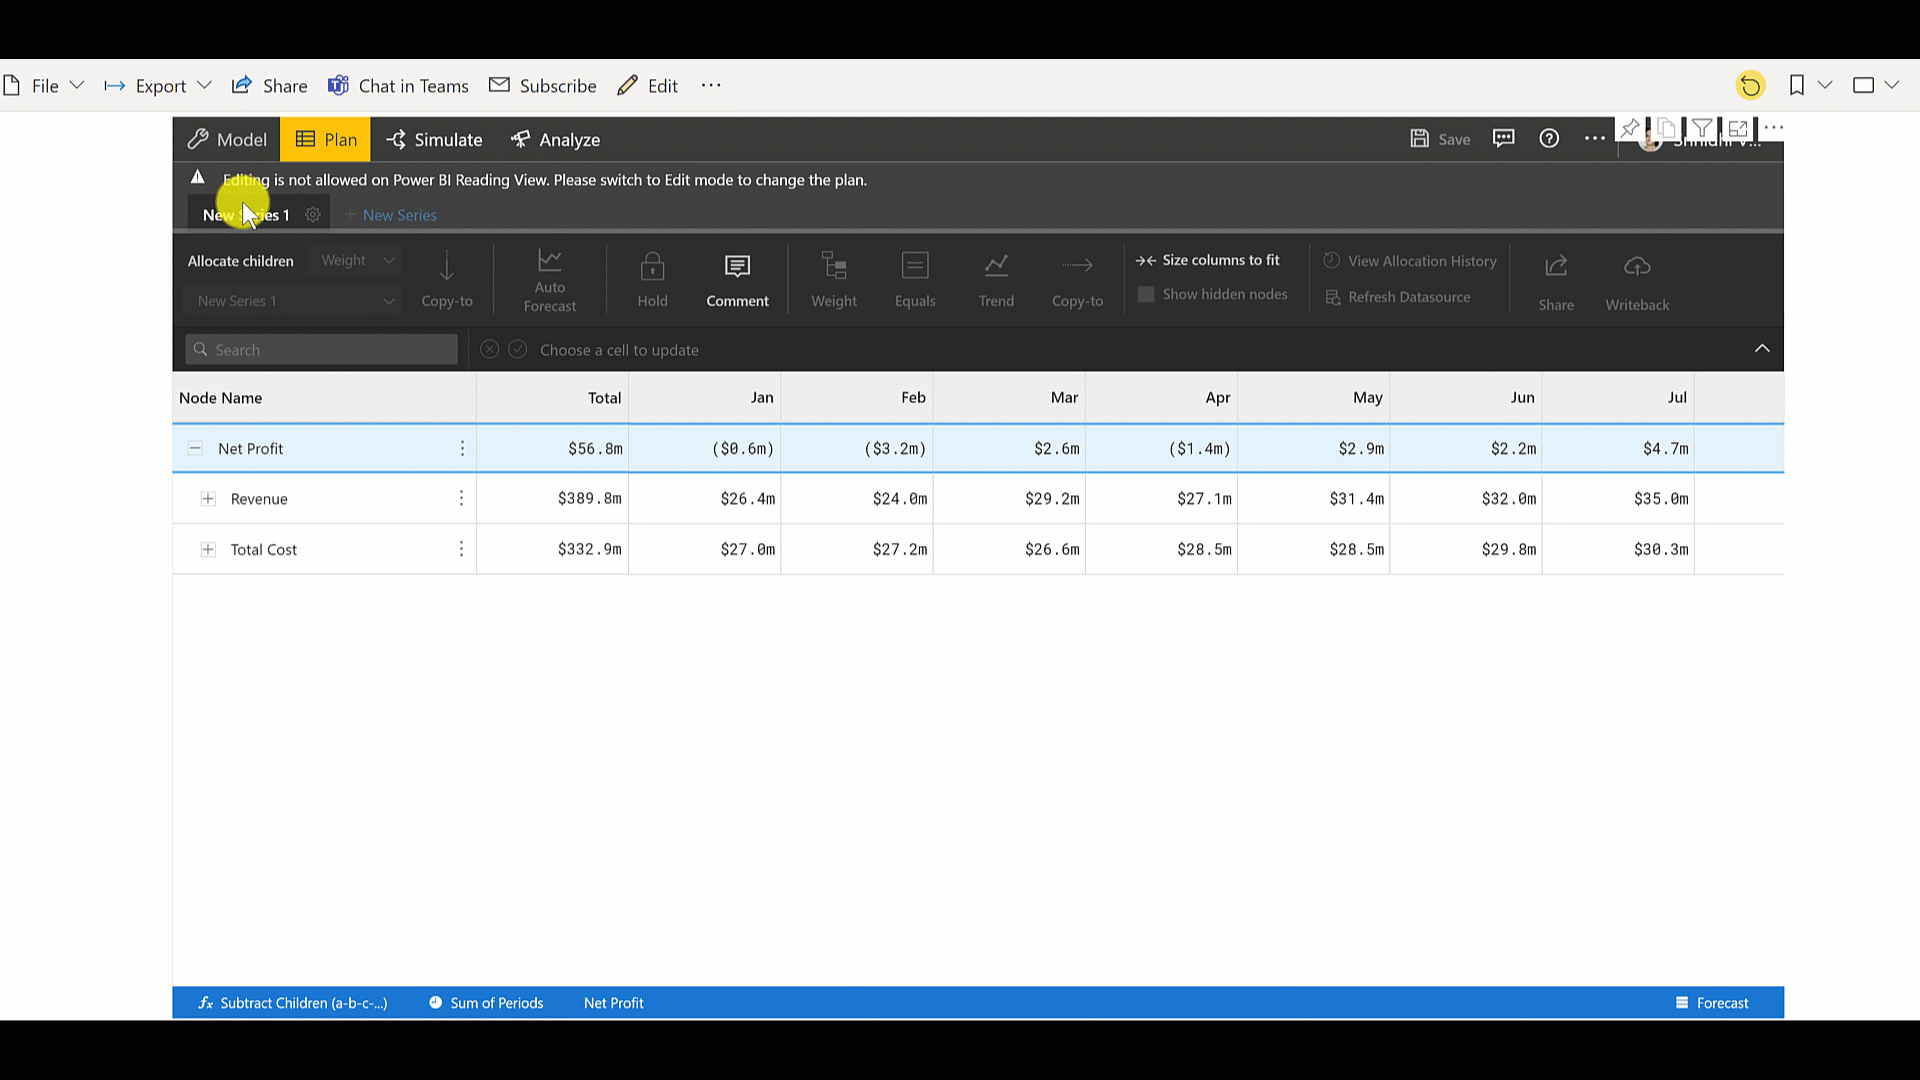 File Export Share Chat in Teams Subscribe Edit ...
Model Plan Simulate Analyze Save ...
Editing is not allowed on Power BI Reading View. Please switch to Edit mode to change the plan.
New Series 1 + New Series
Allocate children Weight
New Series 1
Copy-to
Auto
Forecast
Hold
Comment
Weight
Equals
Trend
Copy-to
Size columns to fit
Show hidden nodes
View Allocation History
Refresh Datasource
Share
Writeback
Search Choose a cell to update
Node Name Total Jan Feb Mar Apr May Jun Jul
Net Profit $56.8m ($0.6m) ($3.2m) $2.6m ($1.4m) $2.9m $2.2m $4.7m
Revenue $389.8m $26.4m $24.0m $29.2m $27.1m $31.4m $32.0m $35.0m
Total Cost $332.9m $27.0m $27.2m $26.6m $28.5m $28.5m $29.8m $30.3m
fx Subtract Children (a-b-c-...) Sum of Periods Net Profit Forecast